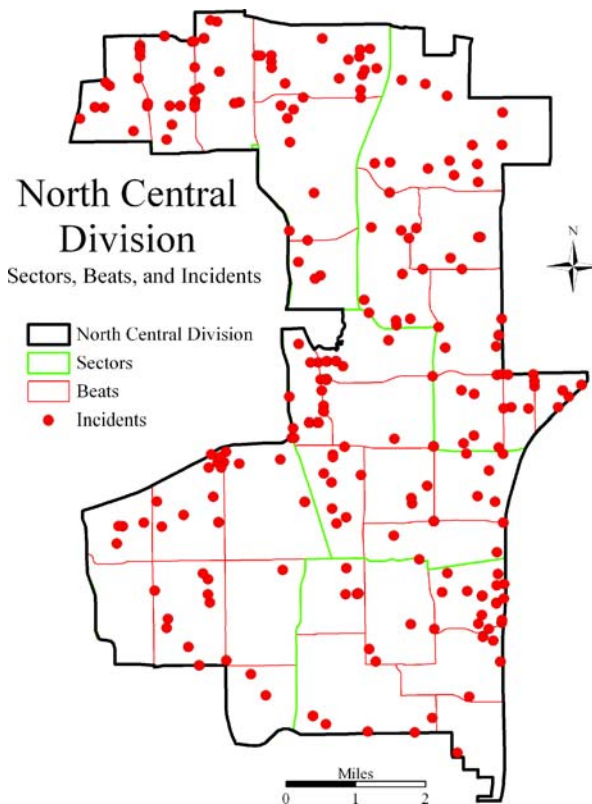 North Central
Division
Sectors, Beats, and Incidents
N
North Central Division
Sectors
Beats
Incidents
Miles
0 1 2